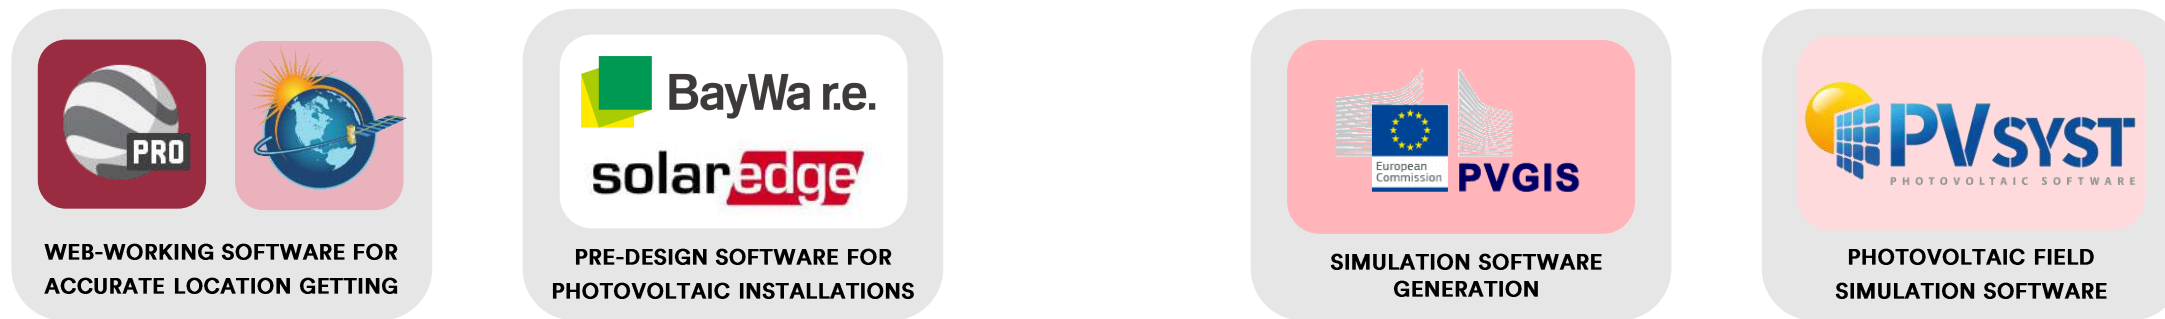 PRO
WEB-WORKING SOFTWARE FOR
ACCURATE LOCATION GETTING
BayWa r.e.
solaredge
PRE-DESIGN SOFTWARE FOR
PHOTOVOLTAIC INSTALLATIONS
European
Commission
PVGIS
SIMULATION SOFTWARE
GENERATION
PVSYST
PHOTOVOLTAIC SOFTWARE
PHOTOVOLTAIC FIELD
SIMULATION SOFTWARE